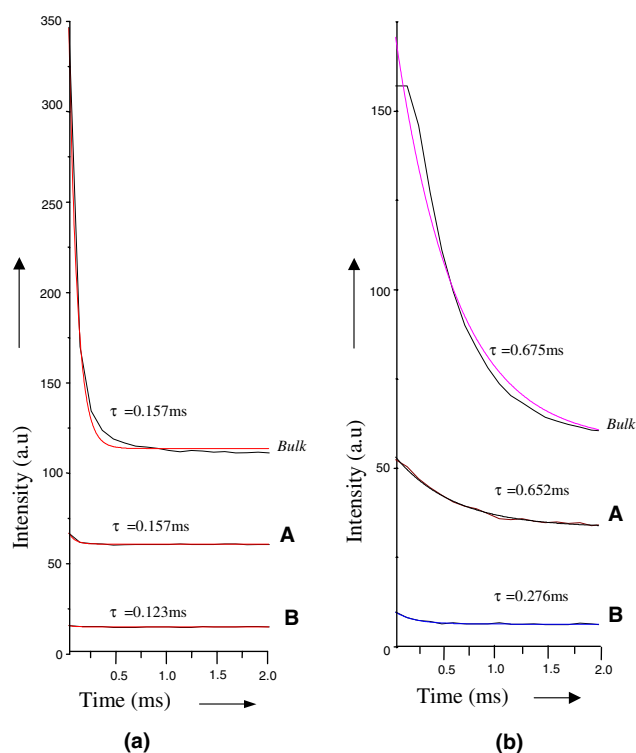 350
300
250
200
150
100
50
0
Intensity (a.u)
τ =0.157ms
Bulk
τ =0.157ms
A
τ =0.123ms
B
0.5
1.0
1.5
2.0
Time (ms)
(a)
150
100
50
0
Intensity (a.u)
τ =0.675ms
Bulk
τ =0.652ms
A
τ =0.276ms
B
0.5
1.0
1.5
2.0
Time (ms)
(b)